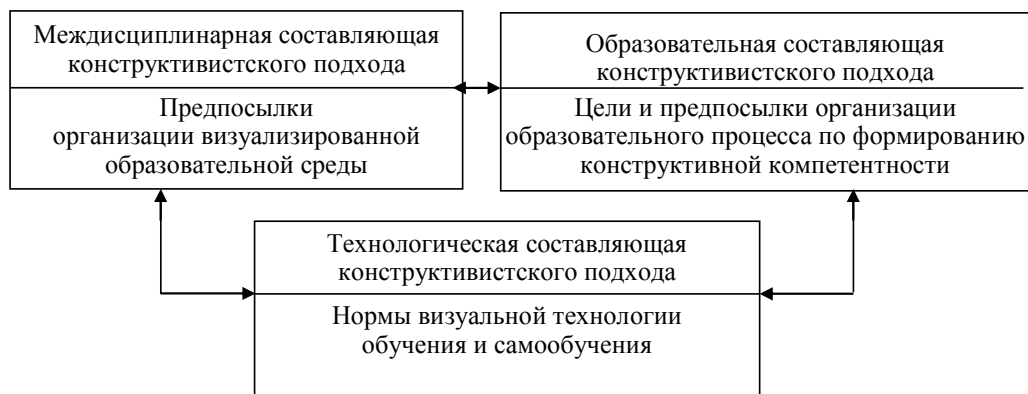 Междисциплинарная составляющая
конструктивистского подхода
Предпосылки
организации визуализированной
образовательной среды
Образовательная составляющая
конструктивистского подхода
Цели и предпосылки организации
образовательного процесса по формированию
конструктивной компетентности
Технологическая составляющая
конструктивистского подхода
Нормы визуальной технологии
обучения и самообучения